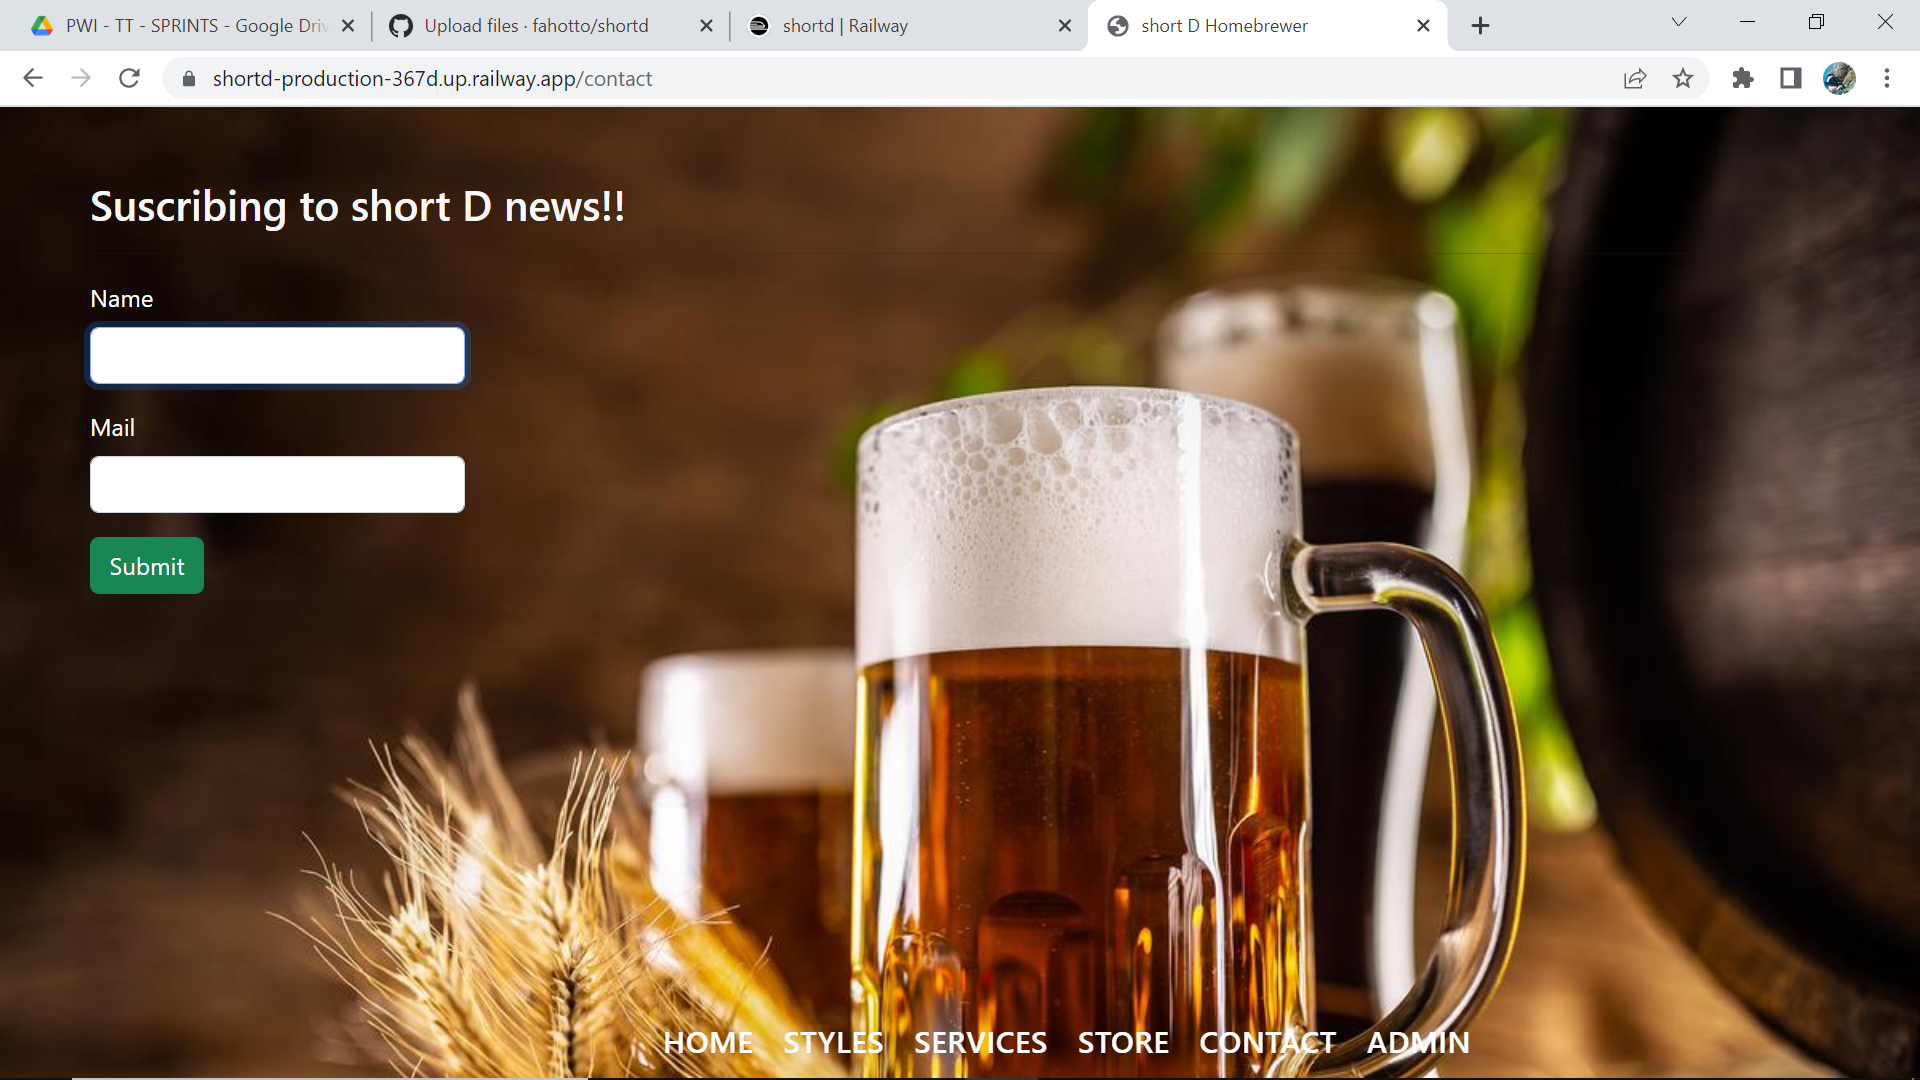 PWI - TT - SPRINTS - Google Driv
Upload files · fahotto/shortd
shortd | Railway
short D Homebrewer
shortd-production-367d.up.railway.app/contact
Suscribing to short D news!!
Name
Mail
Submit
HOME STYLES SERVICES STORE CONTACT ADMIN